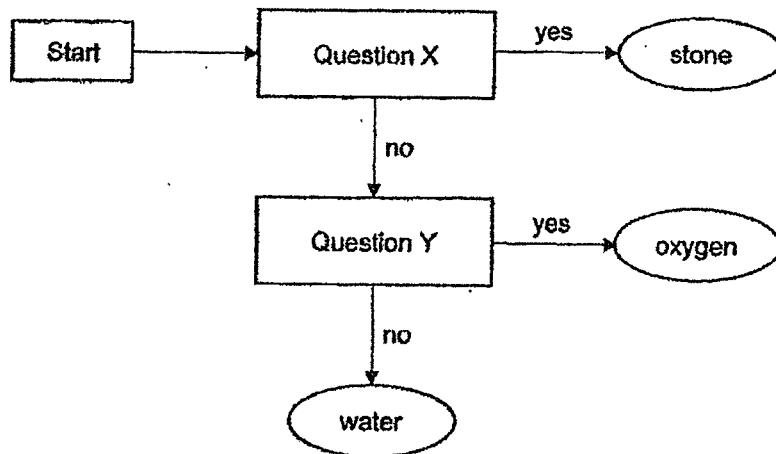 Start
Question X
yes
stone
no
Question Y
yes
oxygen
no
water